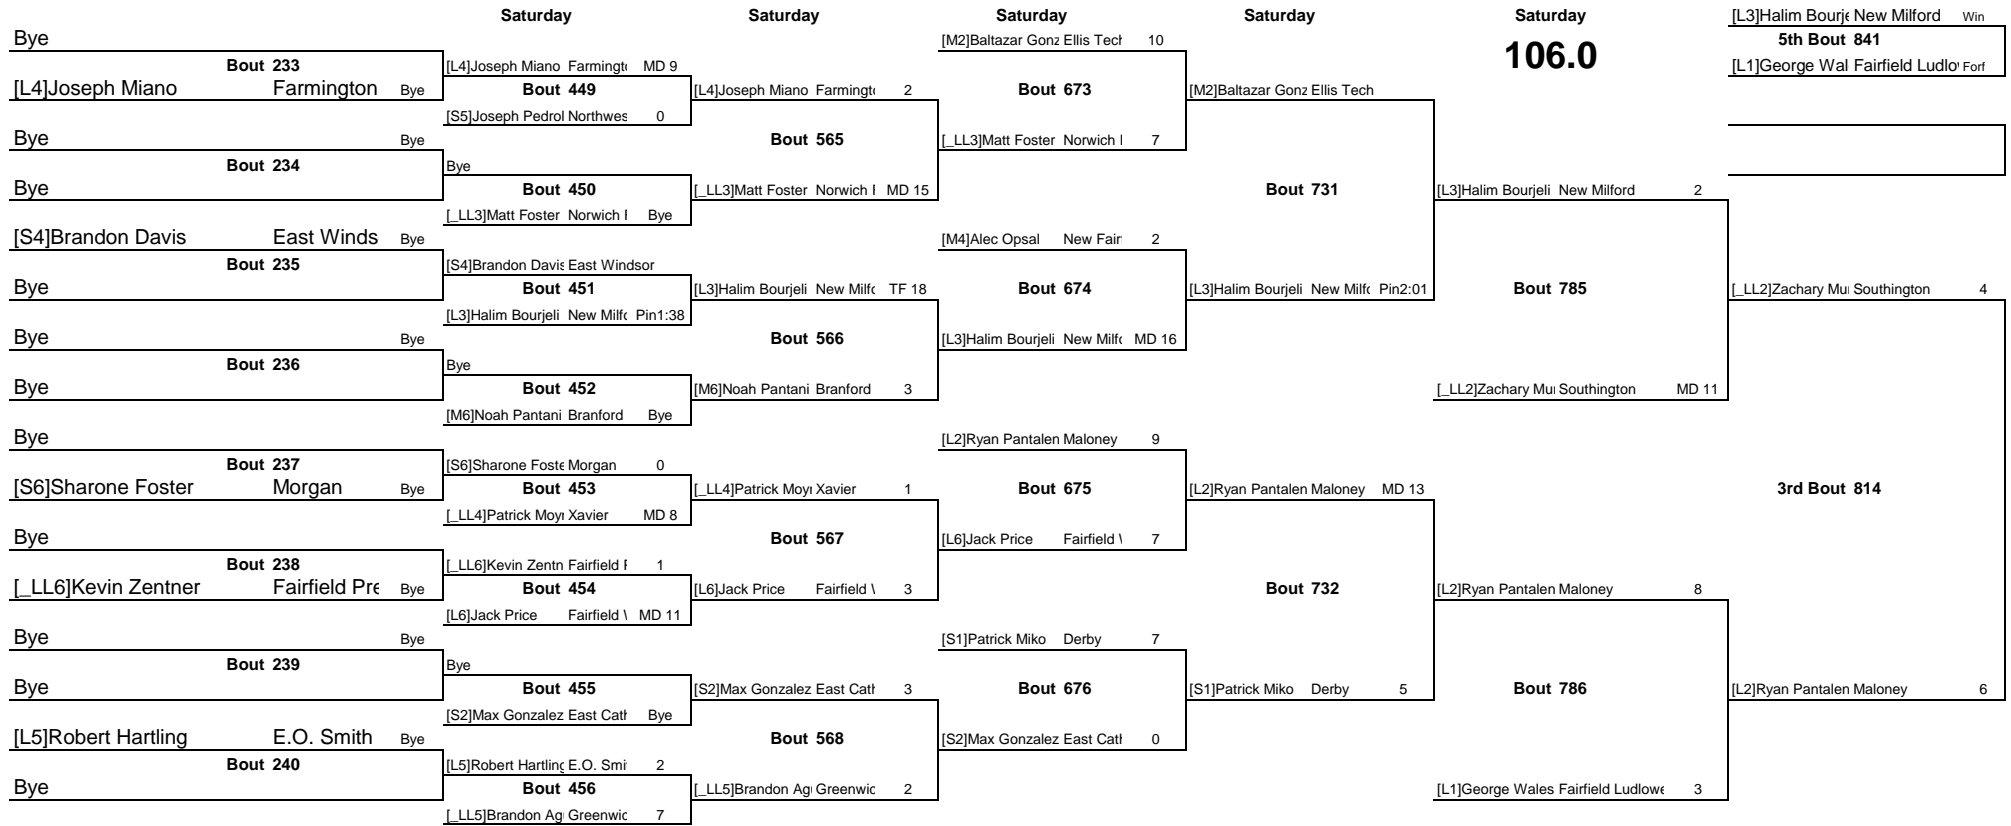 Saturday Saturday Saturday Saturday Saturday [L3]Halim Bourje New Milford Win
Bye [M2]Baltazar Gonz Ellis Tech 10 106.0 5th Bout 841
Bout 233 [L4]Joseph Miano Farmingt MD 9 [L1]George Wal Fairfield Ludlo Forf
[L4]Joseph Miano Farmington Bye Bout 449 [L4]Joseph Miano Farmingt 2 Bout 673 [M2]Baltazar Gonz Ellis Tech
[S5]Joseph Pedrol Northwes 0
Bye Bye Bout 565 [_LL3]Matt Foster Norwich 7
Bout 234 Bye
Bye Bout 450 [_LL3]Matt Foster Norwich MD 15 Bout 731 [L3]Halim Bourjeli New Milford 2
[_LL3]Matt Foster Norwich Bye
[S4]Brandon Davis East Winds Bye [M4]Alec Opsal New Fair 2
Bout 235 [S4]Brandon Davis East Windsor
Bye Bout 451 [L3]Halim Bourjeli New Milfo TF 18 Bout 674 [L3]Halim Bourjeli New Milfo Pin2:01 Bout 785 [_LL2]Zachary Mu Southington 4
[L3]Halim Bourjeli New Milfo Pin1:38
Bye Bye Bout 566 [L3]Halim Bourjeli New Milfo MD 16
Bout 236 Bye
Bye Bout 452 [M6]Noah Pantani Branford 3 [_LL2]Zachary Mu Southington MD 11
[M6]Noah Pantani Branford Bye
Bye [L2]Ryan Pantalen Maloney 9
Bout 237 [S6]Sharone Foste Morgan 0
[S6]Sharone Foster Morgan Bye Bout 453 [_LL4]Patrick Moy Xavier 1 Bout 675 [L2]Ryan Pantalen Maloney MD 13 3rd Bout 814
[_LL4]Patrick Moy Xavier MD 8
Bye Bout 567 [L6]Jack Price Fairfield 7
Bout 238 [_LL6]Kevin Zentn Fairfield 1
[_LL6]Kevin Zentner Fairfield Pre Bye Bout 454 [L6]Jack Price Fairfield 3 Bout 732 [L2]Ryan Pantalen Maloney 8
[L6]Jack Price Fairfield MD 11
Bye Bye [S1]Patrick Miko Derby 7
Bout 239 Bye
Bye Bout 455 [S2]Max Gonzalez East Cath 3 Bout 676 [S1]Patrick Miko Derby 5 Bout 786 [L2]Ryan Pantalen Maloney 6
[S2]Max Gonzalez East Cath Bye
[L5]Robert Hartling E.O. Smith Bye Bout 568 [S2]Max Gonzalez East Cath 0
Bout 240 [L5]Robert Hartling E.O. Smi 2
Bye Bout 456 [_LL5]Brandon Ag Greenwic 2 [L1]George Wales Fairfield Ludlowe 3
[_LL5]Brandon Ag Greenwic 7